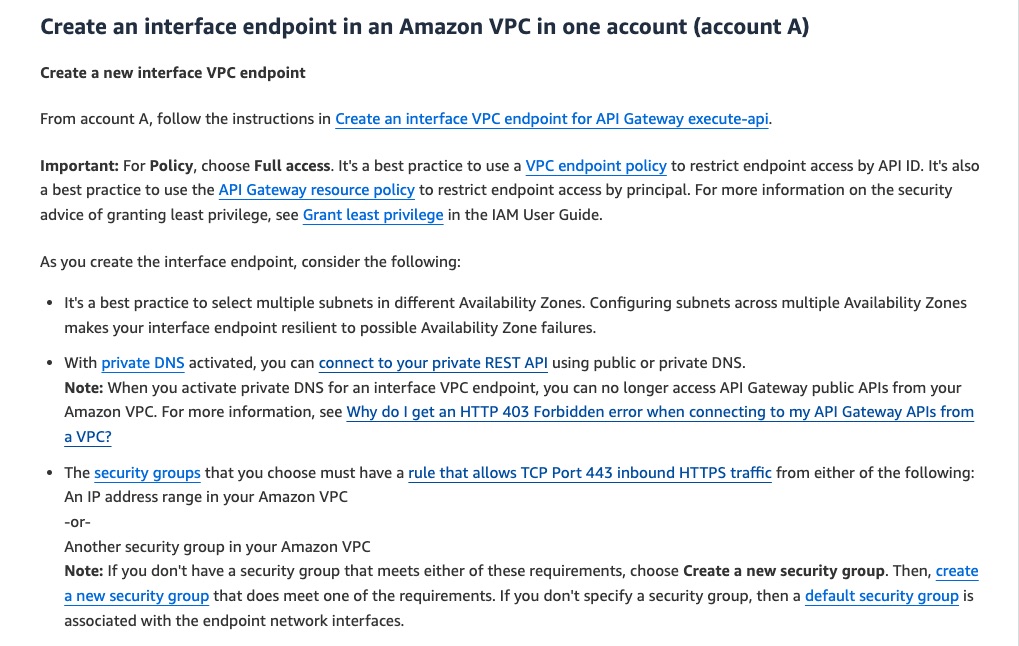 Create an interface endpoint in an Amazon VPC in one account (account A)
Create a new interface VPC endpoint
From account A, follow the instructions in Create an interface VPC endpoint for API Gateway execute-api.
Important: For Policy, choose Full access. It's a best practice to use a VPC endpoint policy to restrict endpoint access by API ID. It's also
a best practice to use the API Gateway resource policy to restrict endpoint access by principal. For more information on the security
advice of granting least privilege, see Grant least privilege in the IAM User Guide.
As you create the interface endpoint, consider the following:
• It's a best practice to select multiple subnets in different Availability Zones. Configuring subnets across multiple Availability Zones
makes your interface endpoint resilient to possible Availability Zone failures.
• With private DNS activated, you can connect to your private REST API using public or private DNS.
Note: When you activate private DNS for an interface VPC endpoint, you can no longer access API Gateway public APIs from your
Amazon VPC. For more information, see Why do I get an HTTP 403 Forbidden error when connecting to my API Gateway APIs from
a VPC?
• The security groups that you choose must have a rule that allows TCP Port 443 inbound HTTPS traffic from either of the following:
An IP address range in your Amazon VPC
-or-
Another security group in your Amazon VPC
Note: If you don't have a security group that meets either of these requirements, choose Create a new security group. Then, create
a new security group that does meet one of the requirements. If you don't specify a security group, then a default security group is
associated with the endpoint network interfaces.